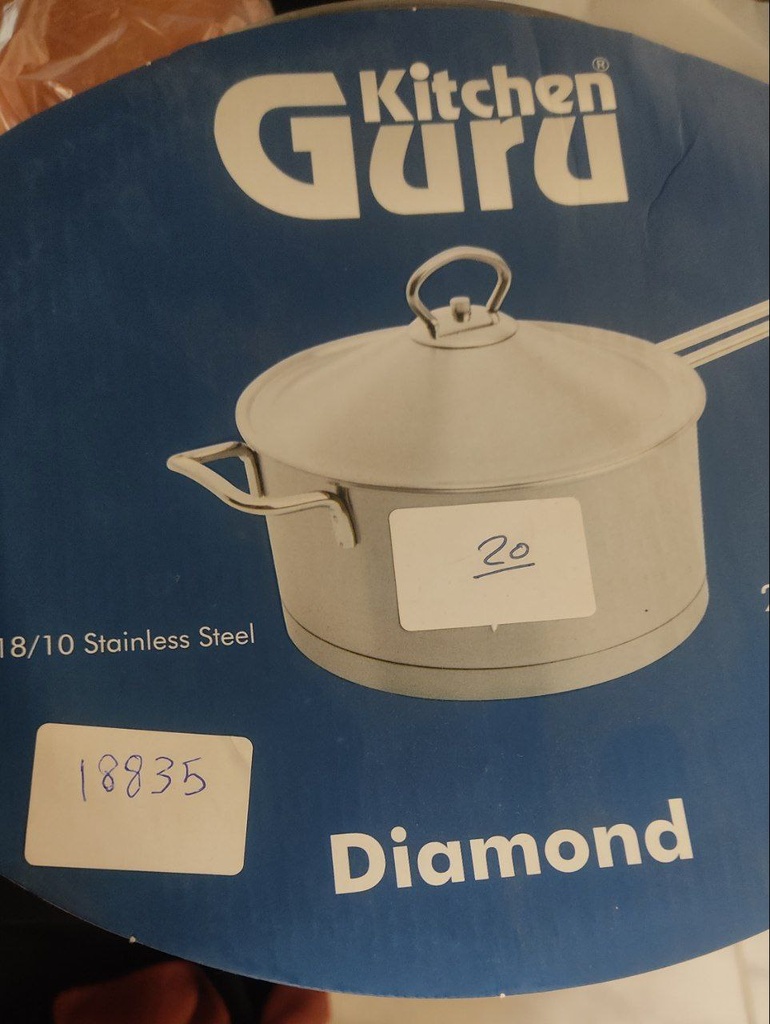 Kitchen®
Guru
20
18/10 Stainless Steel
18835
Diamond